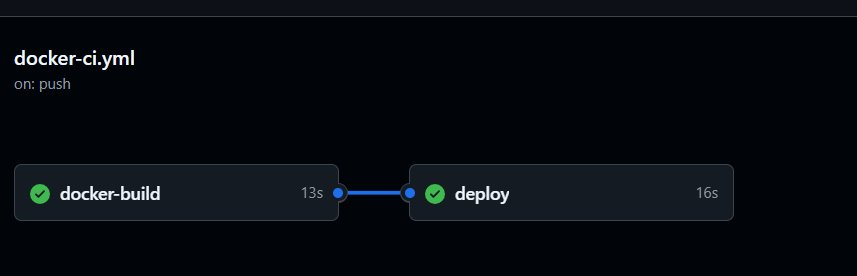 docker-ci.yml
on: push
docker-build 13s
deploy 16s